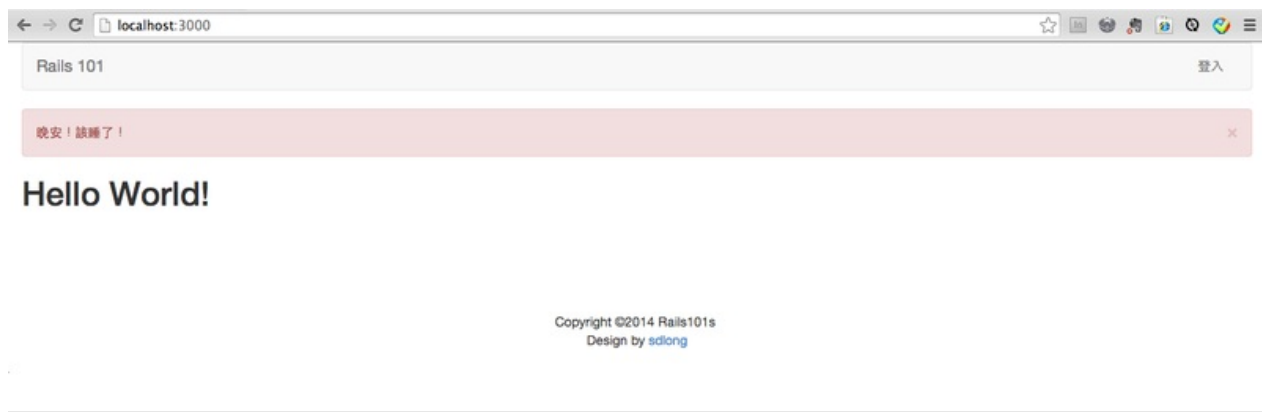 localhost:3000
Rails 101
登入
晚安！該睡了！
×
Hello World!
Copyright ©2014 Rails101s
Design by sdlong